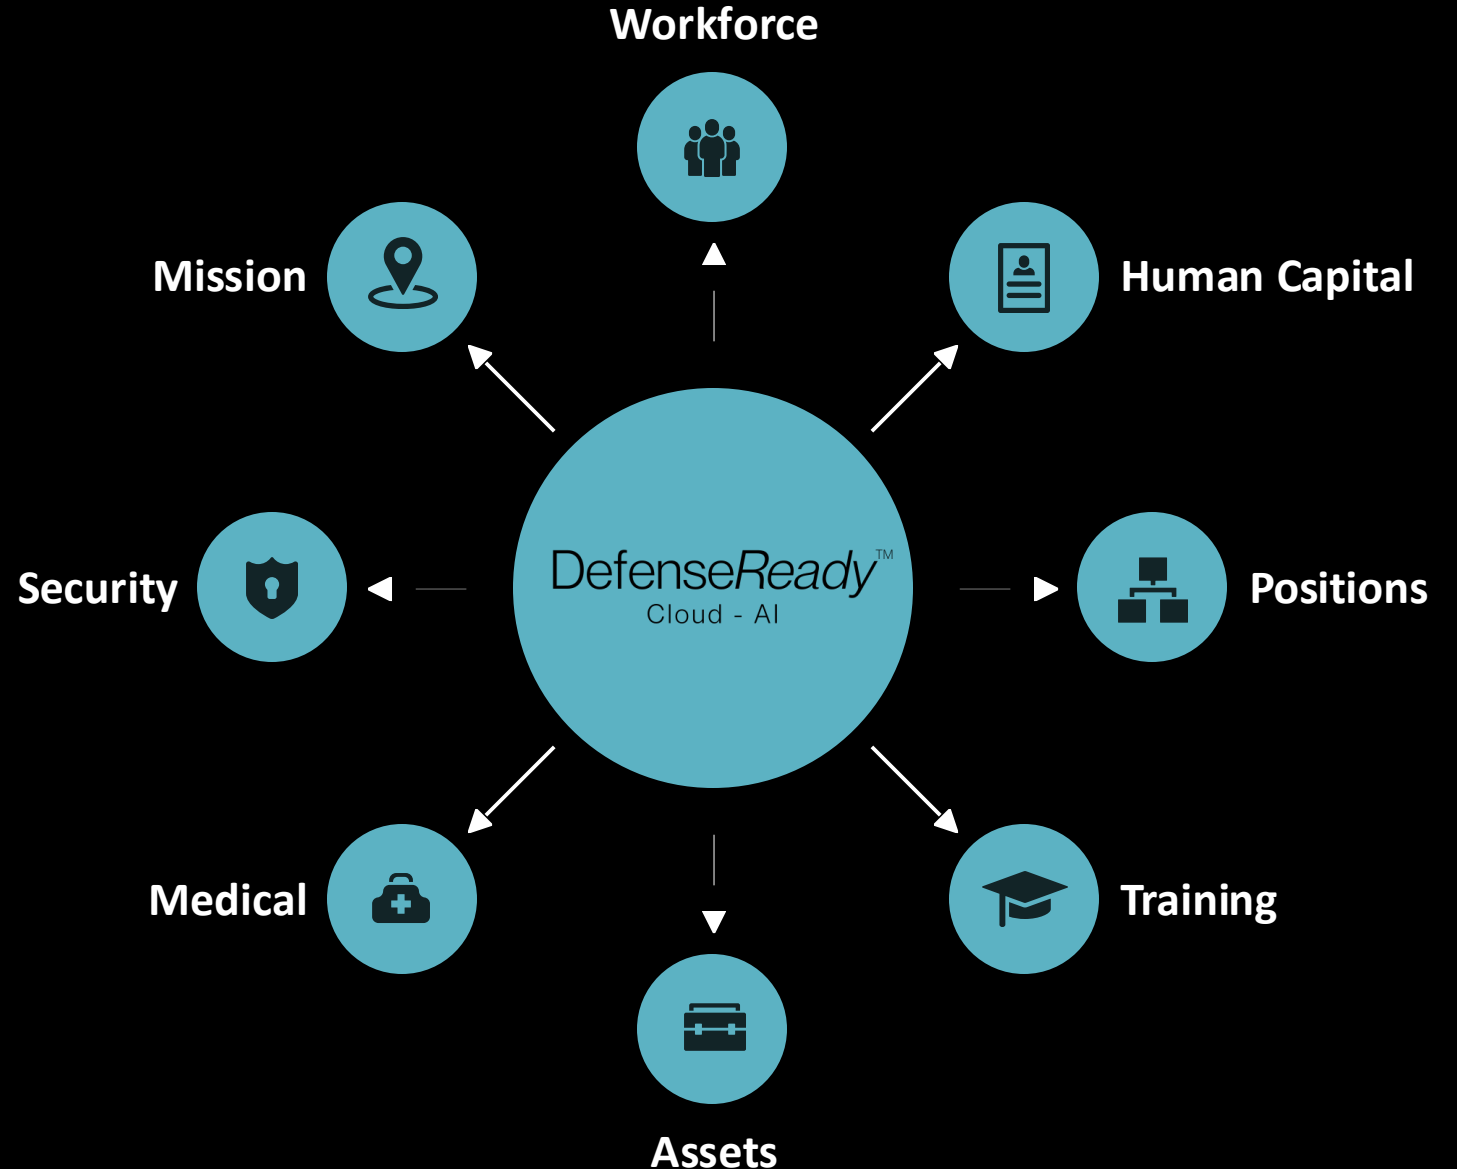 Workforce
Mission
Human Capital
DefenseReady™
Cloud - AI
Security
Positions
Medical
Training
Assets